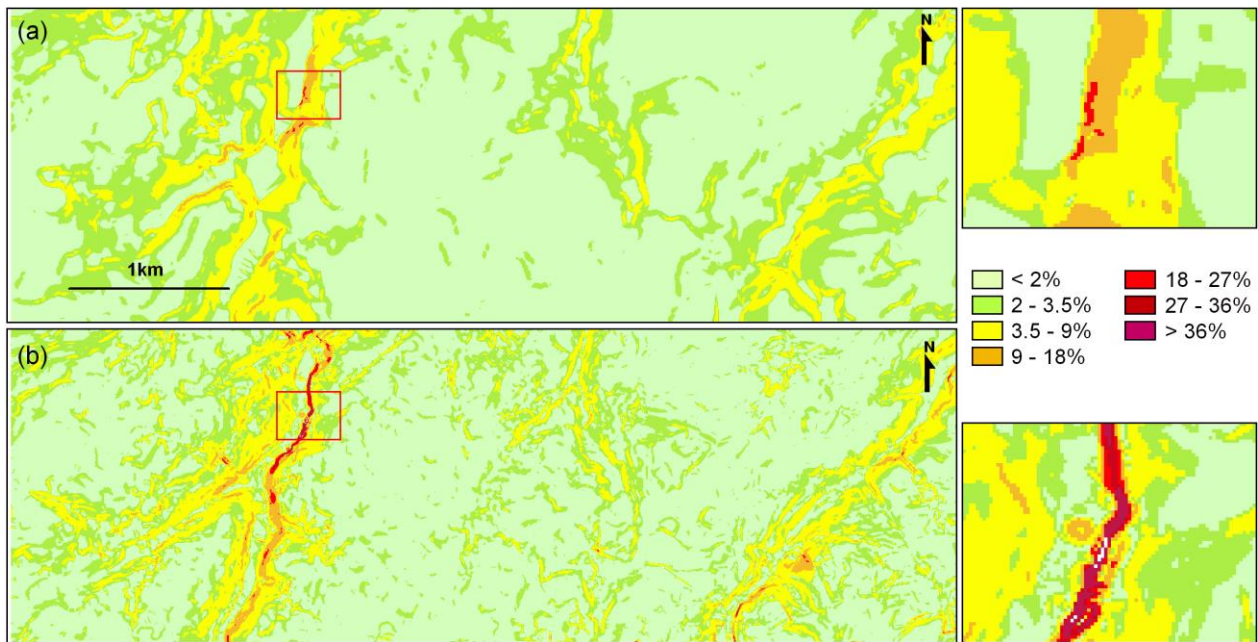 (a)
N
1km
< 2%
2 - 3.5%
3.5 - 9%
9 - 18%
18 - 27%
27 - 36%
> 36%
(b)
N